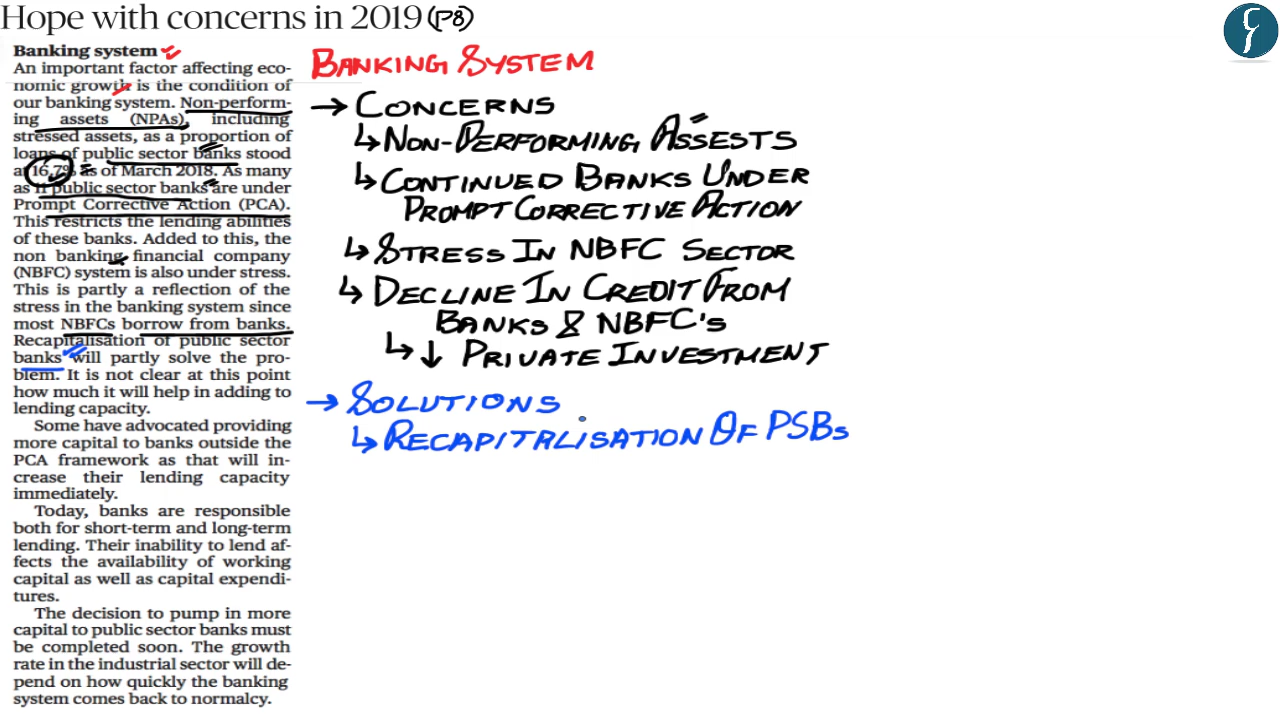 Hope with concerns in 2019 (P8)
Banking system
An important factor affecting eco-
nomic growth is the condition of
our banking system. Non-perform-
ing assets (NPAs), including
stressed assets, as a proportion of
loans of public sector banks stood
at 16.7% as of March 2018. As many
as 11 public sector banks are under
Prompt Corrective Action (PCA).
This restricts the lending abilities
of these banks. Added to this, the
non banking financial company
(NBFC) system is also under stress.
This is partly a reflection of the
stress in the banking system since
most NBFCs borrow from banks.
Recapitalisation of public sector
banks will partly solve the pro-
blem. It is not clear at this point
how much it will help in adding to
lending capacity.
Some have advocated providing
more capital to banks outside the
PCA framework as that will in-
crease their lending capacity
immediately.
Today, banks are responsible
both for short-term and long-term
lending. Their inability to lend af-
fects the availability of working
capital as well as capital expendi-
tures.
The decision to pump in more
capital to public sector banks must
be completed soon. The growth
rate in the industrial sector will de-
pend on how quickly the banking
system comes back to normalcy.
BANKING SYSTEM
→ CONCERNS
↳ NON-PERFORMING ASSESTS
↳ CONTINUED BANKS UNDER
PROMPT CORRECTIVE ACTION
↳ STRESS IN NBFC SECTOR
↳ DECLINE IN CREDIT FROM
BANKS & NBFC'S
↳ ↓ PRIVATE INVESTMENT
→ SOLUTIONS
↳ RECAPITALISATION OF PSBs